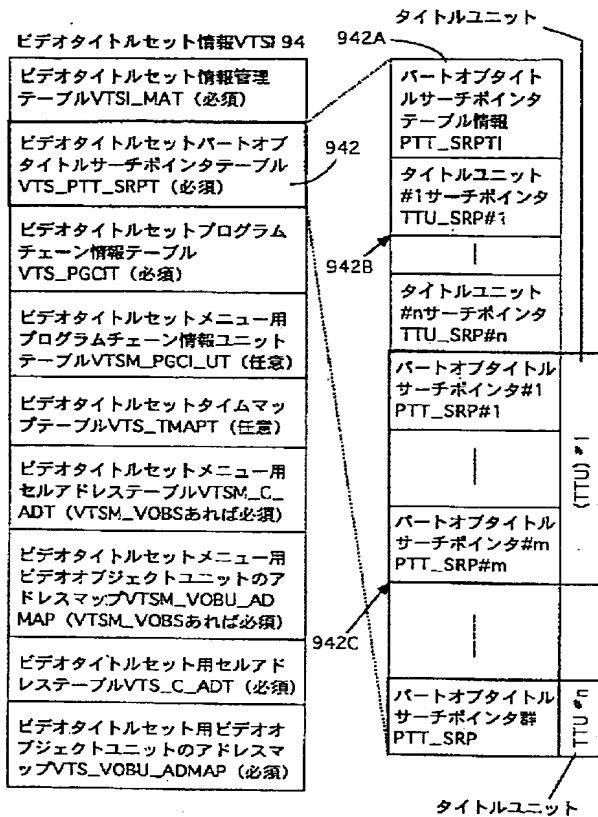 タイトルユニット
ビデオタイトルセット情報VTSI 94
942A
ビデオタイトルセット情報管理
テーブルVTSI_MAT（必須）
ビデオタイトルセットパートオブ
タイトルサーチポインタテーブル
VTS_PTT_SRPT（必須）
942
ビデオタイトルセットプログラム
チェーン情報テーブル
VTS_PGCIT（必須）
ビデオタイトルセットメニュー用
プログラムチェーン情報ユニット
テーブルVTSM_PGCI_UT（任意）
ビデオタイトルセットタイムマッ
プテーブルVTS_TMAPT（任意）
ビデオタイトルセットメニュー用
セルアドレステーブルVTSM_C_
ADT（VTSM_VOBSあれば必須）
ビデオタイトルセットメニュー用
ビデオオブジェクトユニットのア
ドレスマップVTSM_VOBU_AD
MAP（VTSM_VOBSあれば必須）
ビデオタイトルセット用セルアド
レステーブルVTS_C_ADT（必須）
ビデオタイトルセット用ビデオオ
ブジェクトユニットのアドレスマ
ップVTS_VOBU_ADMAP（必須）
パートオブタイト
ルサーチポインタ
テーブル情報
PTT_SRPTI
タイトルユニット
#1サーチポインタ
TTU_SRP#1
942B
タイトルユニット
#nサーチポインタ
TTU_SRP#n
パートオブタイトル
サーチポインタ#1
PTT_SRP#1
(TTU) #1
パートオブタイトル
サーチポインタ#m
PTT_SRP#m
942C
パートオブタイトル
サーチポインタ群
PTT_SRP
TTU #n
タイトルユニット